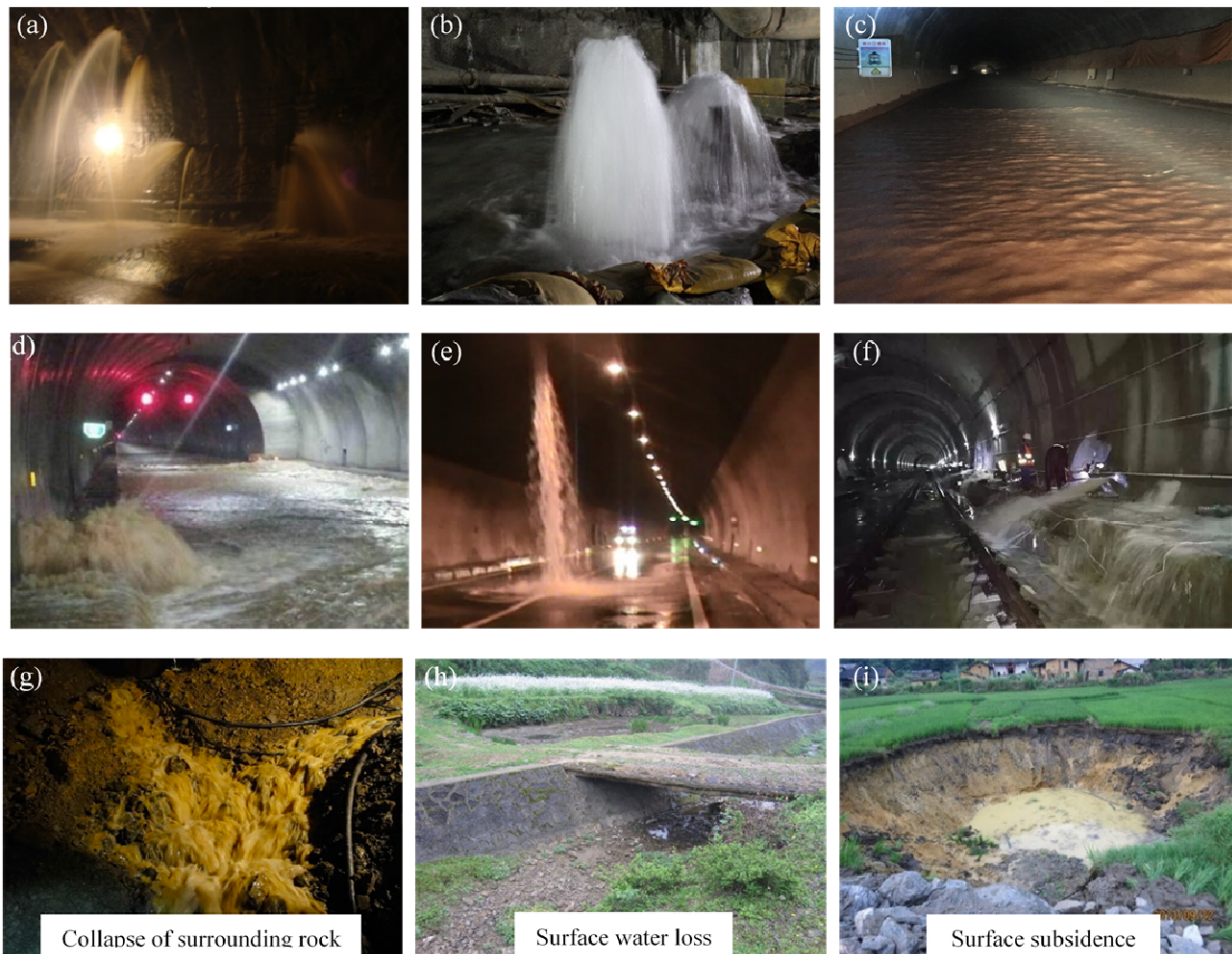 (a)
(b)
(c)
d)
(e)
(f)
(g)
(h)
(i)
Collapse of surrounding rock
Surface water loss
Surface subsidence